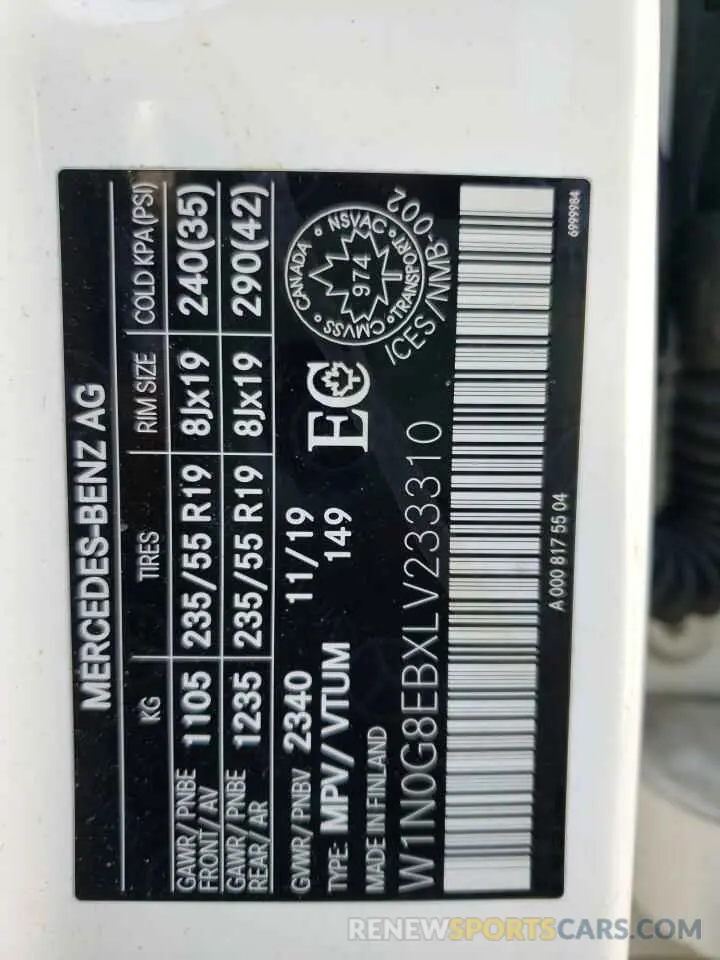 MERCEDES-BENZ AG
KG TIRES RIM SIZE COLD KPA(PSI)
GAWR/PNBE FRONT/AV 1105 235/55 R19 8Jx19 240(35)
GAWR/PNBE REAR/AR 1235 235/55 R19 8Jx19 290(42)
GVWR/PNBV 2340 11/19
TYPE: MPV/VTUM 149
MADE IN FINLAND
EC
CANADA NSVAC TRANSPORT CMVSS
974
ICES/NMB-002
W1N0G8EBXLV233310
A 000 817 55 04
6999984
RENEWSPORTSCARS.COM